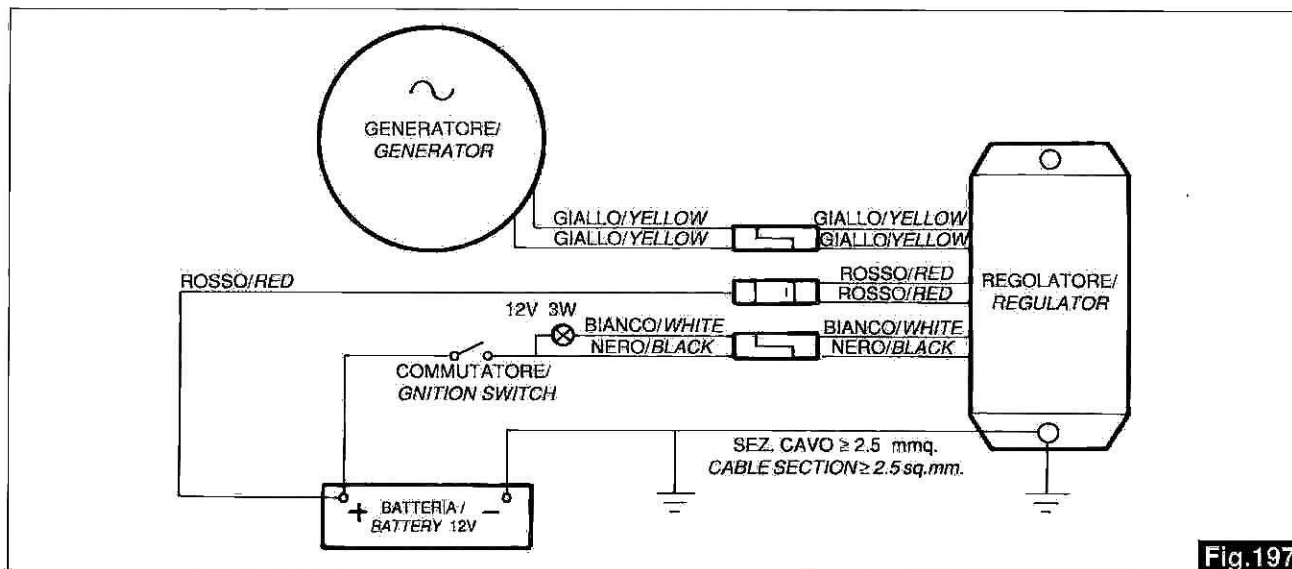 GENERATORE/
GENERATOR
GIALLO/YELLOW
GIALLO/YELLOW
GIALLO/YELLOW
GIALLO/YELLOW
ROSSO/RED
ROSSO/RED
ROSSO/RED
REGOLATORE/
REGULATOR
12V 3W
BIANCO/WHITE
NERO/BLACK
BIANCO/WHITE
NERO/BLACK
COMMUTATORE/
GNITION SWITCH
SEZ. CAVO ≥ 2.5 mmq.
CABLE SECTION ≥ 2.5 sq.mm.
+ BATTERIA/ −
BATTERY 12V
Fig.197